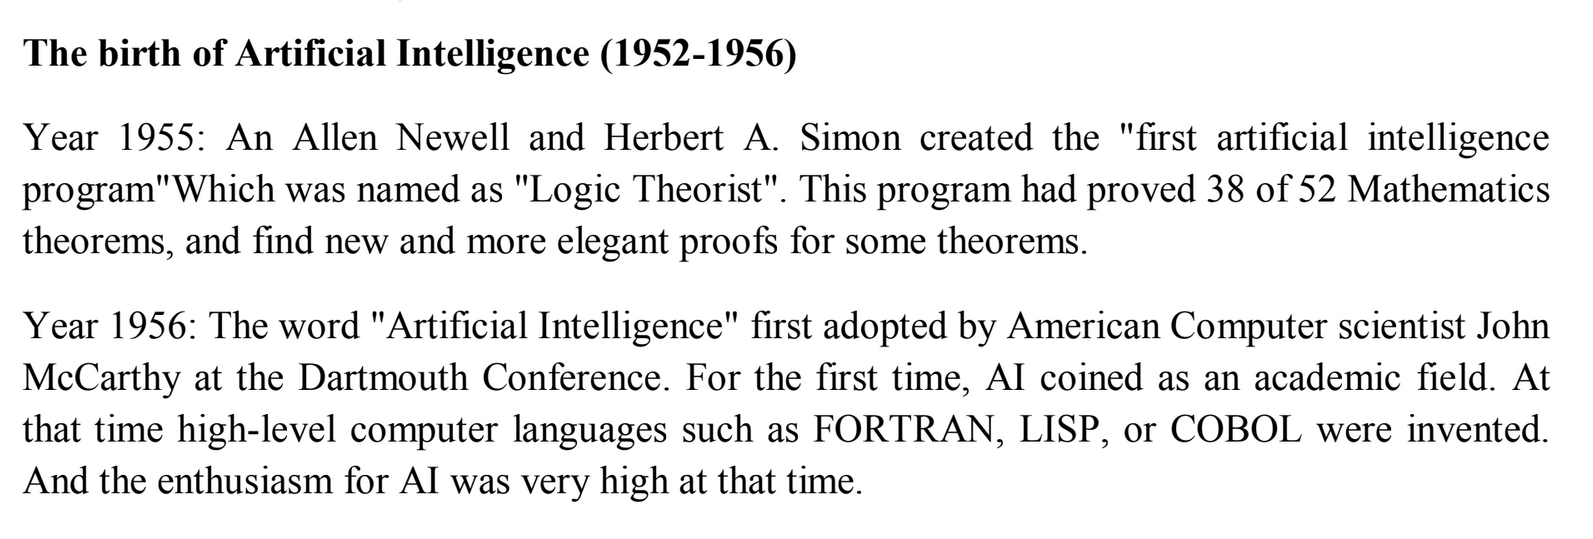 The birth of Artificial Intelligence (1952-1956)
Year 1955: An Allen Newell and Herbert A. Simon created the "first artificial intelligence
program"Which was named as "Logic Theorist". This program had proved 38 of 52 Mathematics
theorems, and find new and more elegant proofs for some theorems.
Year 1956: The word "Artificial Intelligence" first adopted by American Computer scientist John
McCarthy at the Dartmouth Conference. For the first time, AI coined as an academic field. At
that time high-level computer languages such as FORTRAN, LISP, or COBOL were invented.
And the enthusiasm for AI was very high at that time.